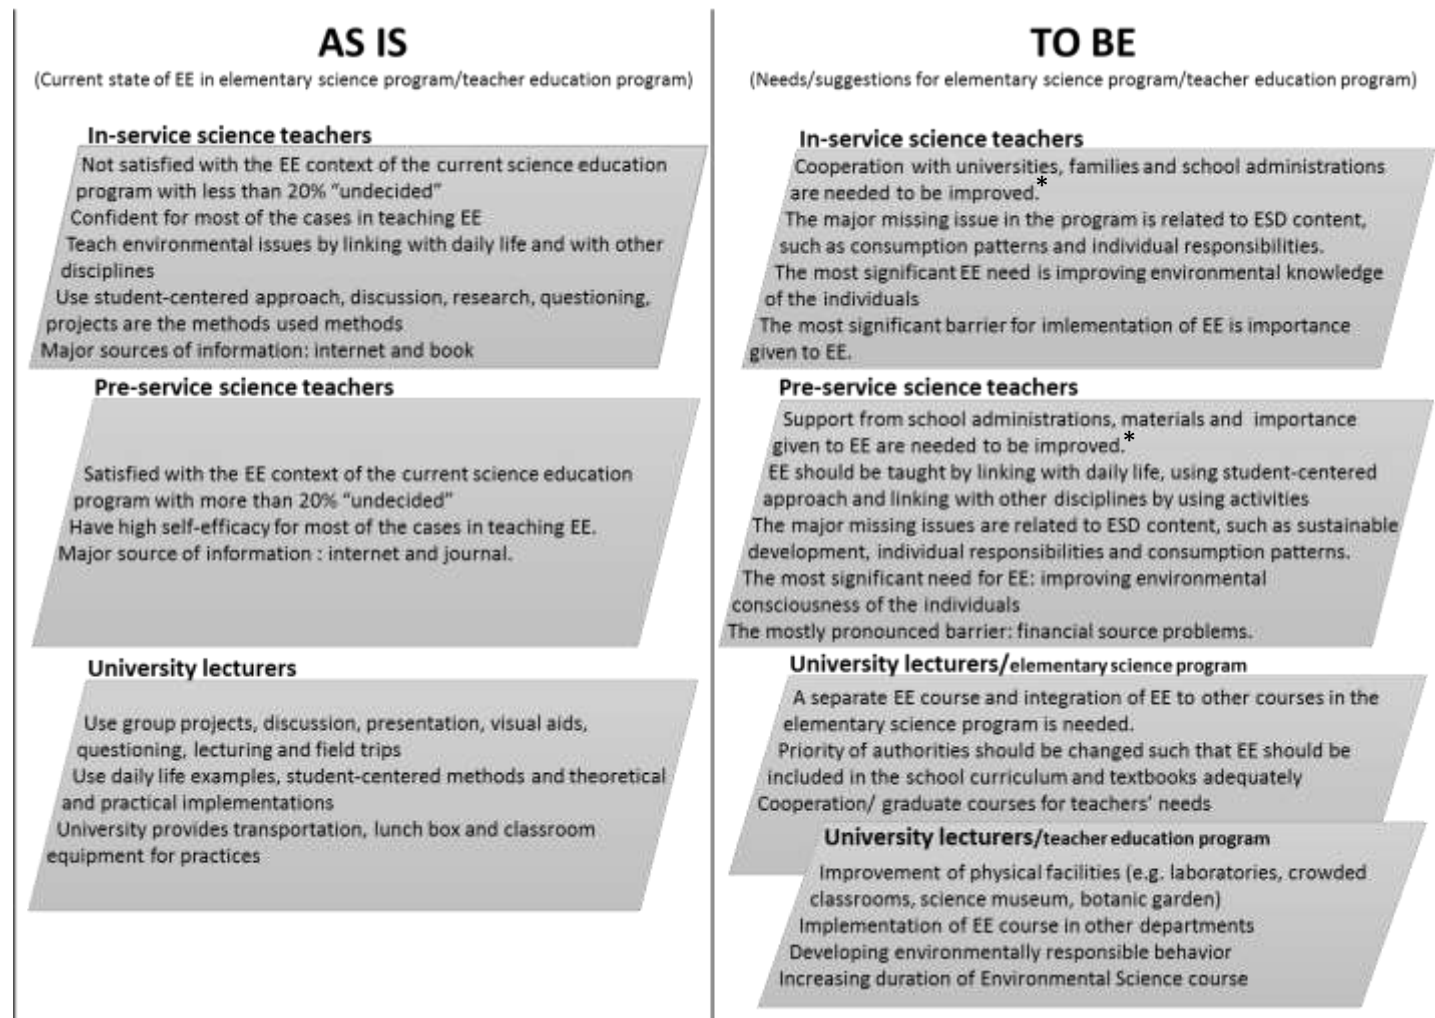 AS IS
(Current state of EE in elementary science program/teacher education program)
In-service science teachers
Not satisfied with the EE context of the current science education
program with less than 20% “undecided”
Confident for most of the cases in teaching EE
Teach environmental issues by linking with daily life and with other
disciplines
Use student-centered approach, discussion, research, questioning,
projects are the methods used methods
Major sources of information: internet and book
Pre-service science teachers
Satisfied with the EE context of the current science education
program with more than 20% “undecided”
Have high self-efficacy for most of the cases in teaching EE.
Major source of information : internet and journal.
University lecturers
Use group projects, discussion, presentation, visual aids,
questioning, lecturing and field trips
Use daily life examples, student-centered methods and theoretical
and practical implementations
University provides transportation, lunch box and classroom
equipment for practices
TO BE
(Needs/suggestions for elementary science program/teacher education program)
In-service science teachers
Cooperation with universities, families and school administrations
are needed to be improved.*
The major missing issue in the program is related to ESD content,
such as consumption patterns and individual responsibilities.
The most significant EE need is improving environmental knowledge
of the individuals
The most significant barrier for imlementation of EE is importance
given to EE.
Pre-service science teachers
Support from school administrations, materials and importance
given to EE are needed to be improved.*
EE should be taught by linking with daily life, using student-centered
approach and linking with other disciplines by using activities
The major missing issues are related to ESD content, such as sustainable
development, individual responsibilities and consumption patterns.
The most significant need for EE: improving environmental
consciousness of the individuals
The mostly pronounced barrier: financial source problems.
University lecturers/elementary science program
A separate EE course and integration of EE to other courses in the
elementary science program is needed.
Priority of authorities should be changed such that EE should be
included in the school curriculum and textbooks adequately
Cooperation/ graduate courses for teachers’ needs
University lecturers/teacher education program
Improvement of physical facilities (e.g. laboratories, crowded
classrooms, science museum, botanic garden)
Implementation of EE course in other departments
Developing environmentally responsible behavior
Increasing duration of Environmental Science course